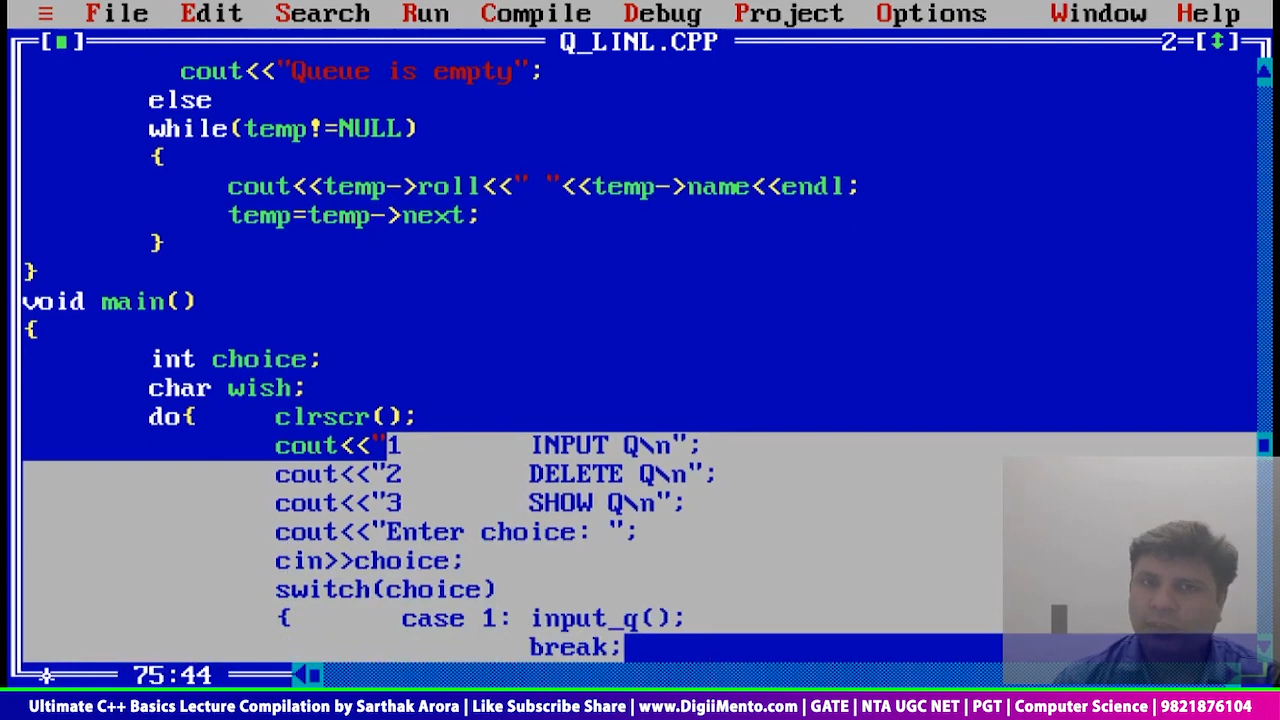 ≡ File Edit Search Run Compile Debug Project Options Window Help
[■] Q_LINL.CPP 2=[↕]
cout<<"Queue is empty";
else
while(temp!=NULL)
{
cout<<temp->roll<<" "<<temp->name<<endl;
temp=temp->next;
}
}
void main()
{
int choice;
char wish;
do{ clrscr();
cout<<"1 INPUT Q\n";
cout<<"2 DELETE Q\n";
cout<<"3 SHOW Q\n";
cout<<"Enter choice: ";
cin>>choice;
switch(choice)
{ case 1: input_q();
break;
75:44
Ultimate C++ Basics Lecture Compilation by Sarthak Arora | Like Subscribe Share | www.DigiiMento.com | GATE | NTA UGC NET | PGT | Computer Science | 9821876104